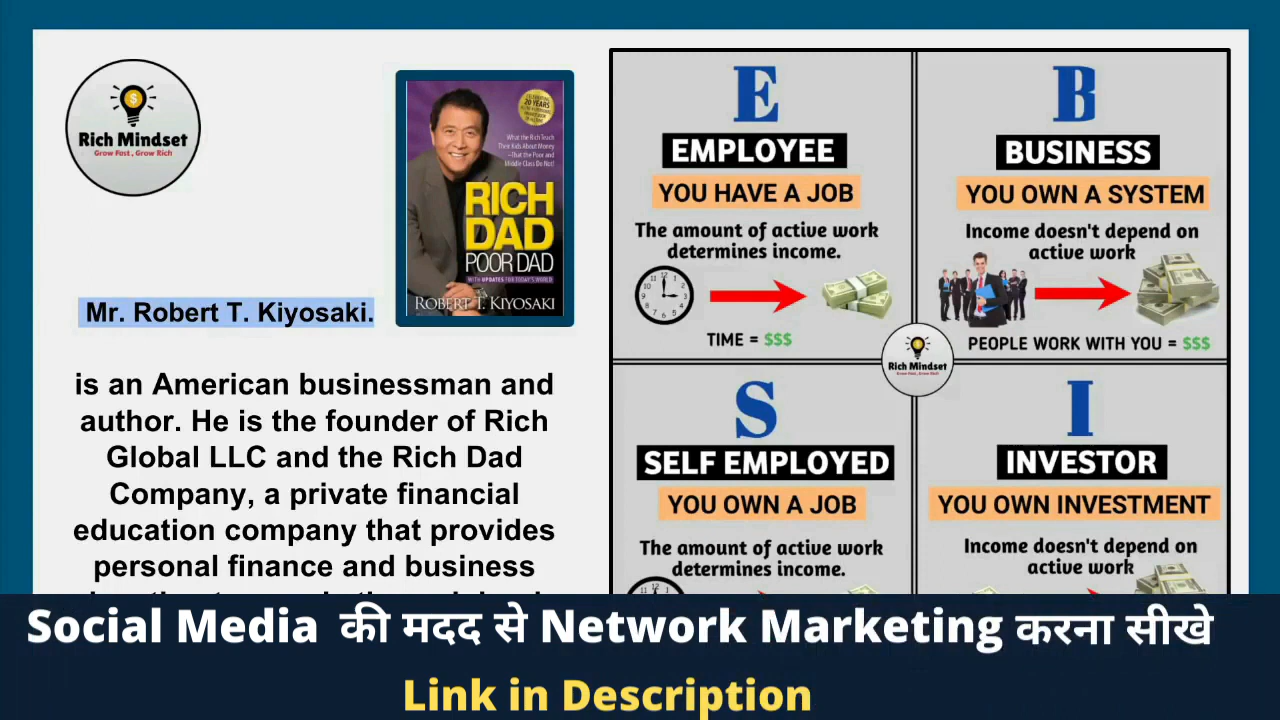 Rich Mindset
Grow Fast, Grow Rich
20 YEARS
What the Rich Teach
Their Kids About Money
—That the Poor and
Middle Class Do Not!
RICH
DAD
POOR DAD
WITH UPDATES FOR TODAY'S WORLD
ROBERT T. KIYOSAKI
Mr. Robert T. Kiyosaki.
is an American businessman and
author. He is the founder of Rich
Global LLC and the Rich Dad
Company, a private financial
education company that provides
personal finance and business
E
EMPLOYEE
YOU HAVE A JOB
The amount of active work
determines income.
TIME = $$$
B
BUSINESS
YOU OWN A SYSTEM
Income doesn't depend on
active work
PEOPLE WORK WITH YOU = $$$
Rich Mindset
Grow Fast, Grow Rich
S
SELF EMPLOYED
YOU OWN A JOB
The amount of active work
determines income.
I
INVESTOR
YOU OWN INVESTMENT
Income doesn't depend on
active work
Social Media की मदद से Network Marketing करना सीखे
Link in Description